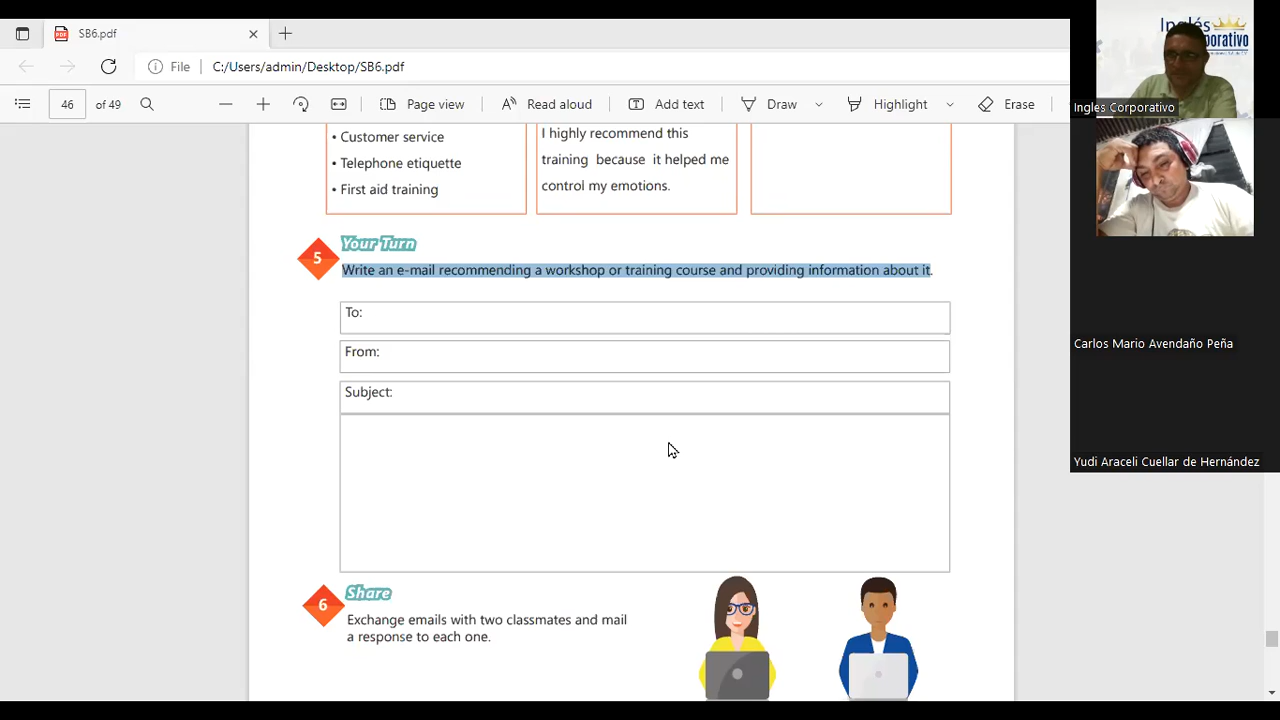 SB6.pdf
File
C:/Users/admin/Desktop/SB6.pdf
46 of 49
Page view
Read aloud
Add text
Draw
Highlight
Erase
• Customer service
• Telephone etiquette
• First aid training
I highly recommend this
training because it helped me
control my emotions.
5
Your Turn
Write an e-mail recommending a workshop or training course and providing information about it.
To:
From:
Subject:
6
Share
Exchange emails with two classmates and mail
a response to each one.
Inglés
Ingles Corporativo
Carlos Mario Avendaño Peña
Yudi Araceli Cuellar de Hernández